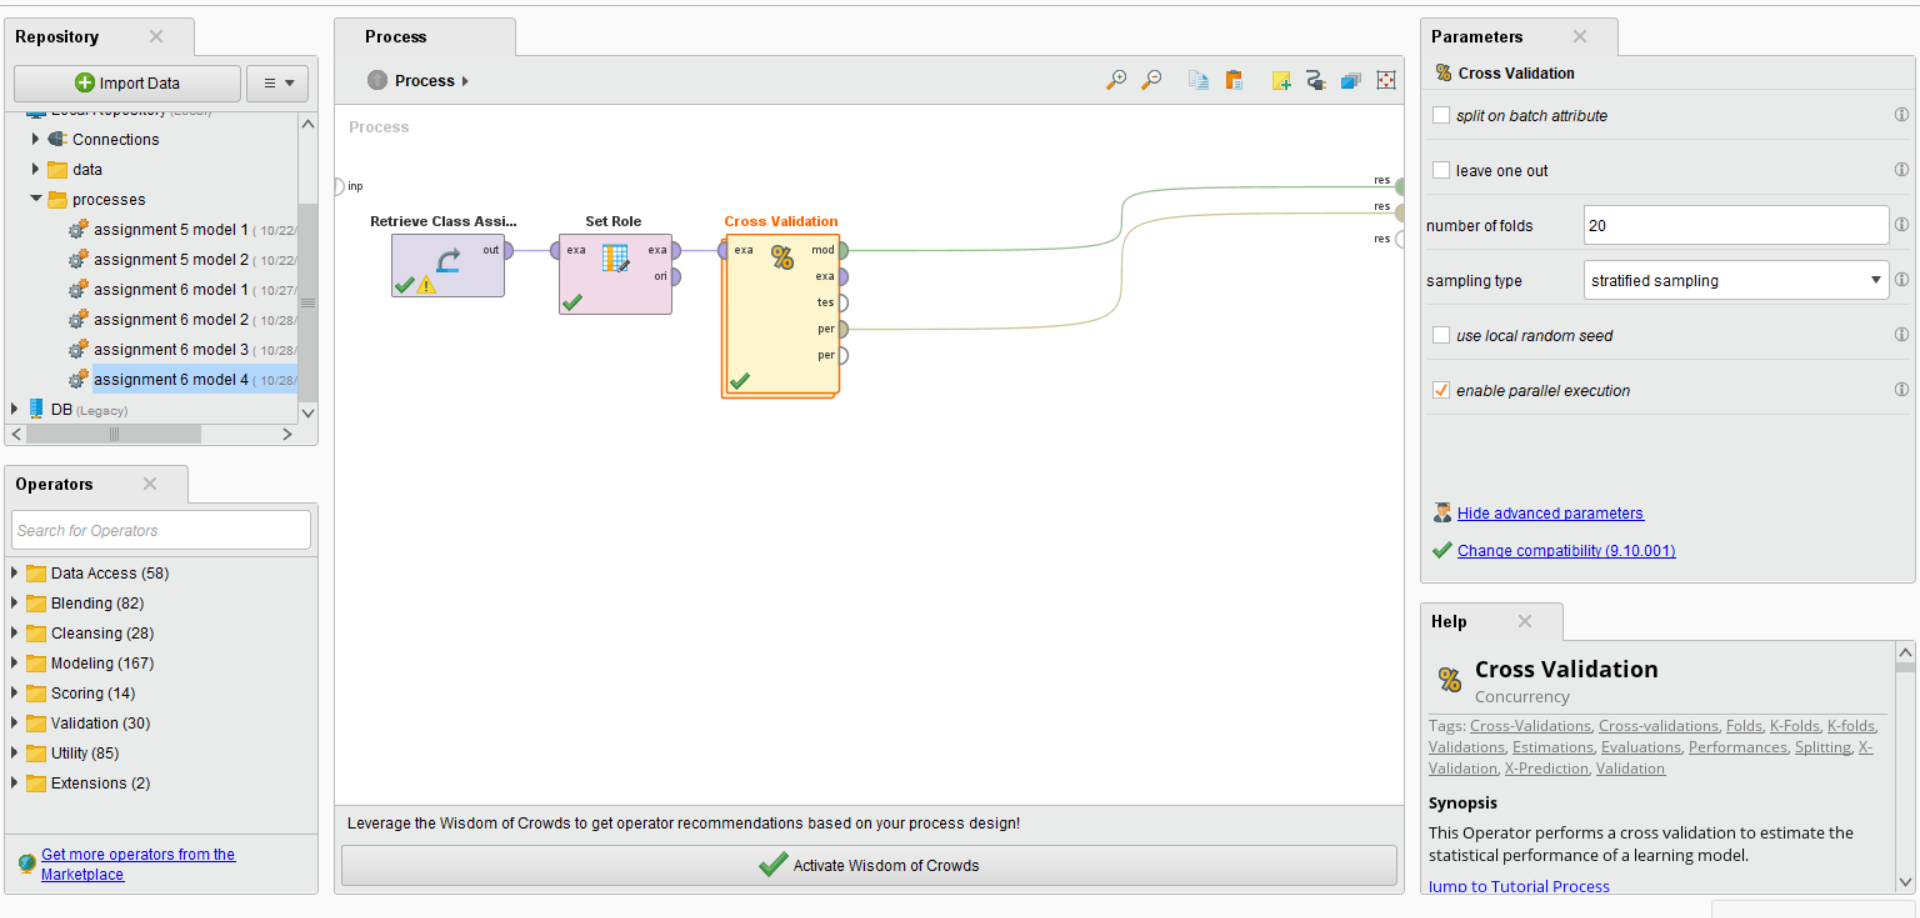 Repository
Import Data
Local Repository (Local)
Connections
data
processes
assignment 5 model 1 ( 10/22/
assignment 5 model 2 ( 10/22/
assignment 6 model 1 ( 10/27/
assignment 6 model 2 ( 10/28/
assignment 6 model 3 ( 10/28/
assignment 6 model 4 ( 10/28/
DB (Legacy)
Operators
Search for Operators
Data Access (58)
Blending (82)
Cleansing (28)
Modeling (167)
Scoring (14)
Validation (30)
Utility (85)
Extensions (2)
Get more operators from the
Marketplace
Process
Process
Process
inp
Retrieve Class Assi...
out
Set Role
exa
exa
ori
Cross Validation
exa
mod
exa
tes
per
per
res
res
res
Leverage the Wisdom of Crowds to get operator recommendations based on your process design!
Activate Wisdom of Crowds
Parameters
Cross Validation
split on batch attribute
leave one out
number of folds
20
sampling type
stratified sampling
use local random seed
enable parallel execution
Hide advanced parameters
Change compatibility (9.10.001)
Help
Cross Validation
Concurrency
Tags: Cross-Validations, Cross-validations, Folds, K-Folds, K-folds,
Validations, Estimations, Evaluations, Performances, Splitting, X-
Validation, X-Prediction, Validation
Synopsis
This Operator performs a cross validation to estimate the
statistical performance of a learning model.
Jump to Tutorial Process